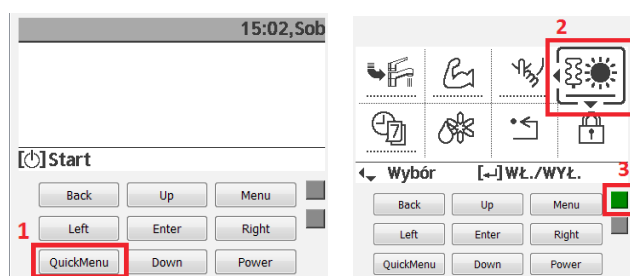 15:02,Sob
[⏻]Start
Back Up Menu
1
Left Enter Right
QuickMenu Down Power
2
7
Wybór [↵]WŁ./WYŁ.
3
Back Up Menu
Left Enter Right
QuickMenu Down Power